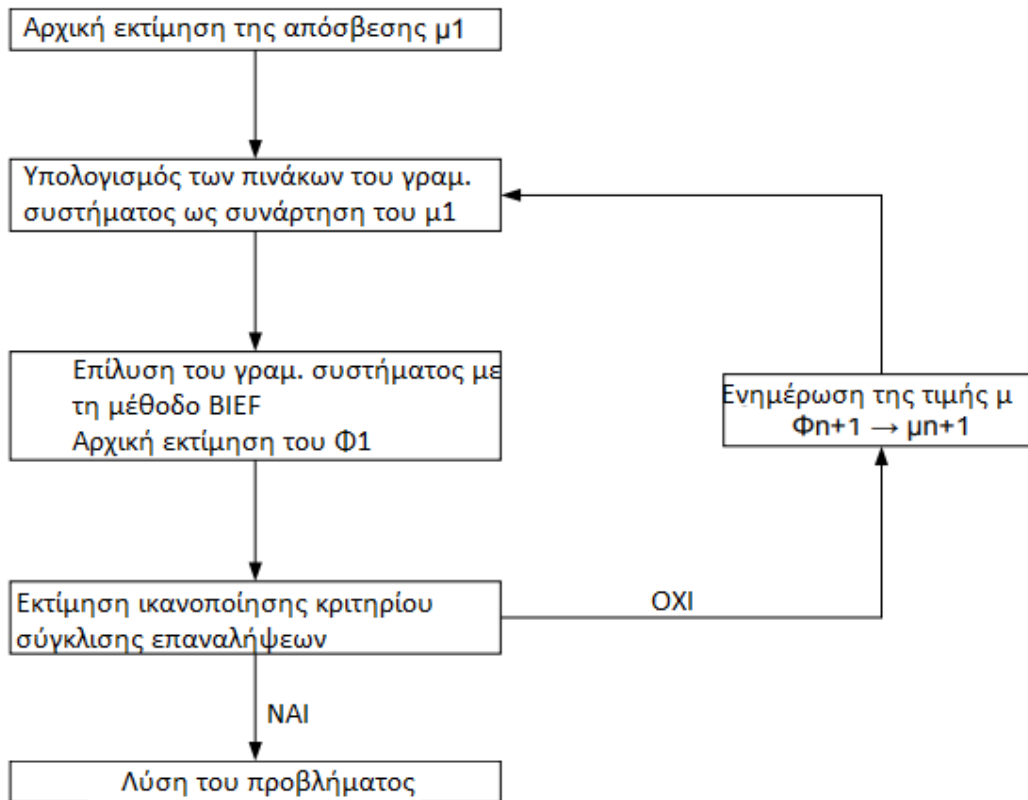 Αρχική εκτίμηση της απόσβεσης μ1
Υπολογισμός των πινάκων του γραμ.
συστήματος ως συνάρτηση του μ1
Επίλυση του γραμ. συστήματος με
τη μέθοδο BIEF
Αρχική εκτίμηση του Φ1
Ενημέρωση της τιμής μ
Φn+1 → μn+1
Εκτίμηση ικανοποίησης κριτηρίου
σύγκλισης επαναλήψεων
ΟΧΙ
ΝΑΙ
Λύση του προβλήματος